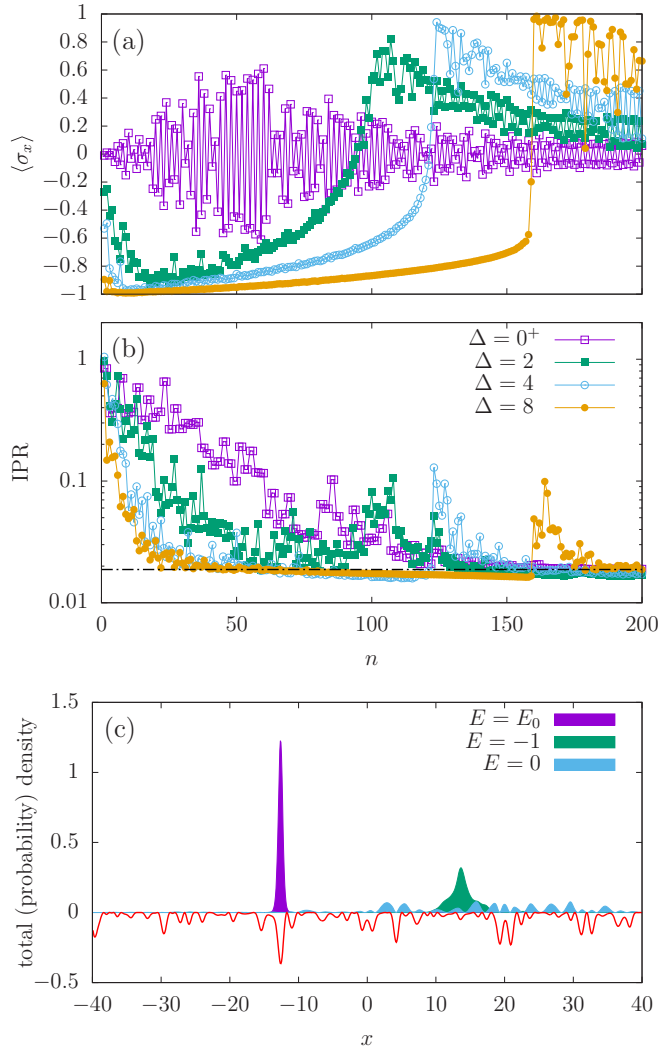 1
0.8
0.6
0.4
0.2
0
−0.2
−0.4
−0.6
−0.8
−1
⟨σx⟩
(a)
1
0.1
0.01
IPR
(b)
Δ = 0⁺
Δ = 2
Δ = 4
Δ = 8
0 50 100 150 200
n
1.5
1
0.5
0
−0.5
total (probability) density
(c)
E = E₀
E = −1
E = 0
−40 −30 −20 −10 0 10 20 30 40
x